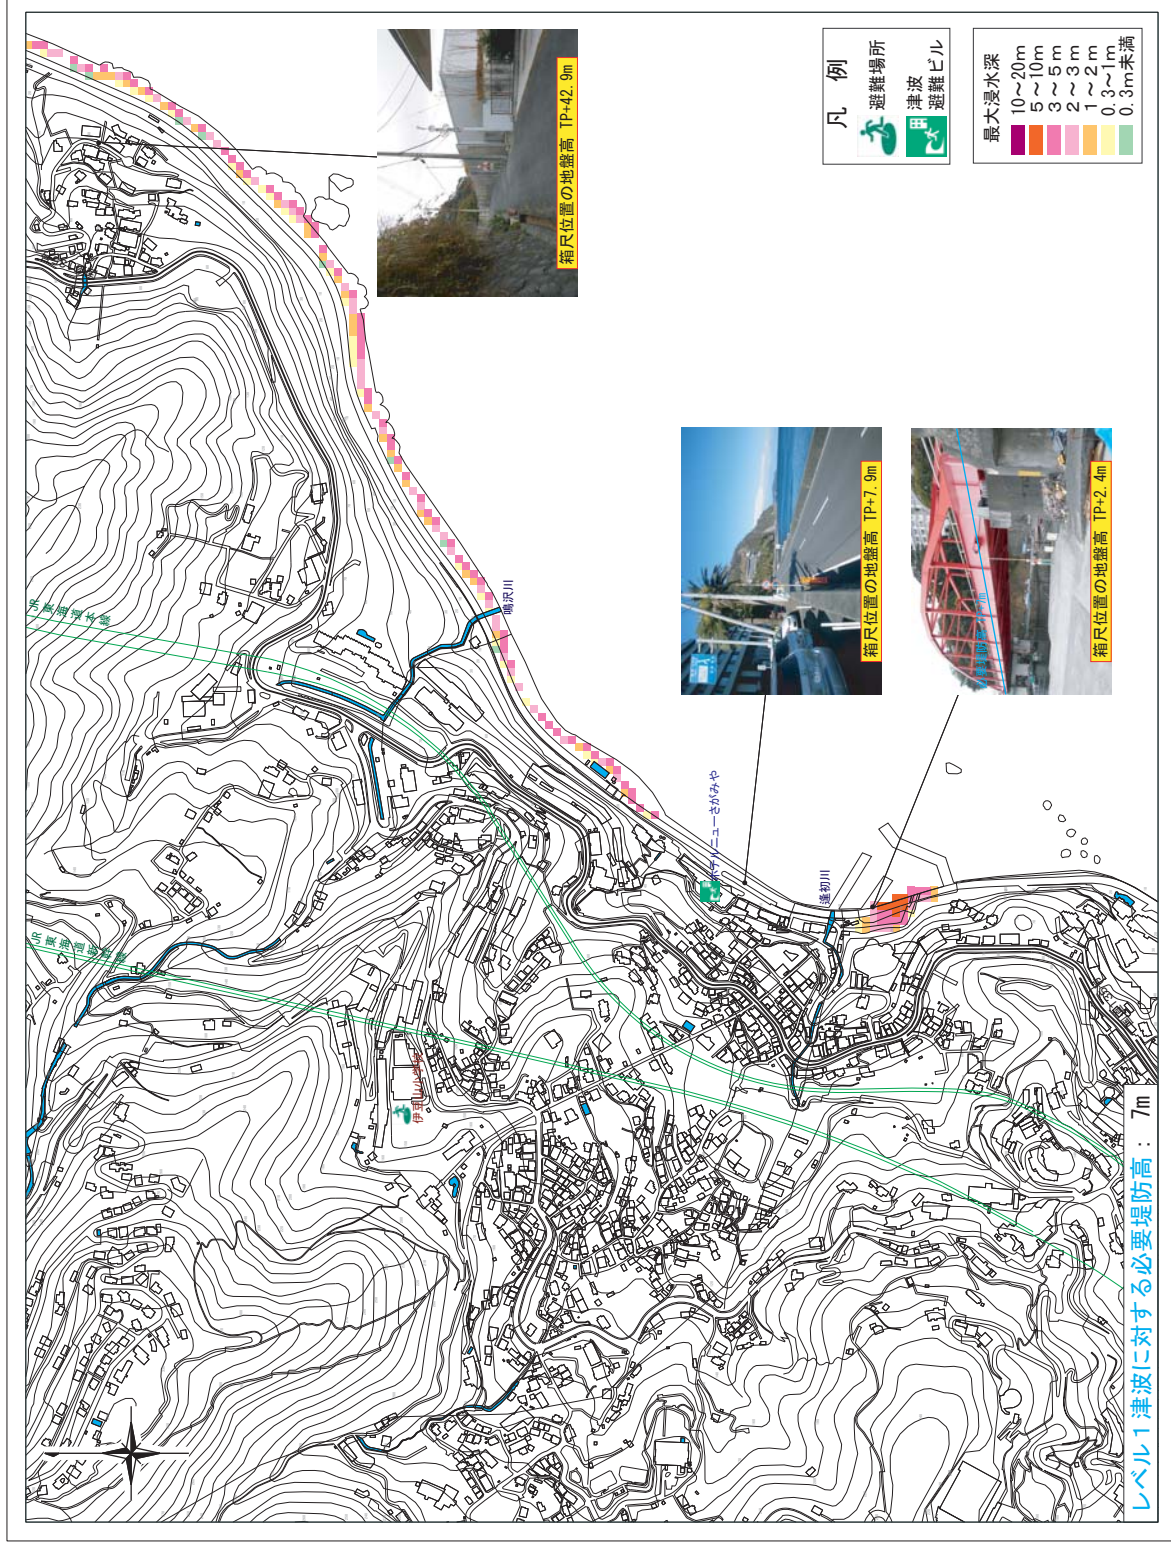 凡 例
避難場所
津波
避難ビル
最大浸水深
10～20m
5～10m
3～5m
2～3m
1～2m
0.3～1m
0.3m未満
箱尺位置の地盤高 TP+42.9m
箱尺位置の地盤高 TP+7.9m
箱尺位置の地盤高 TP+2.4m
JR東海道本線
JR東海道新幹線
鳴沢川
ホテルニューさがみや
逢初川
伊豆山小学校
レベル1津波に対する必要堤防高： 7m